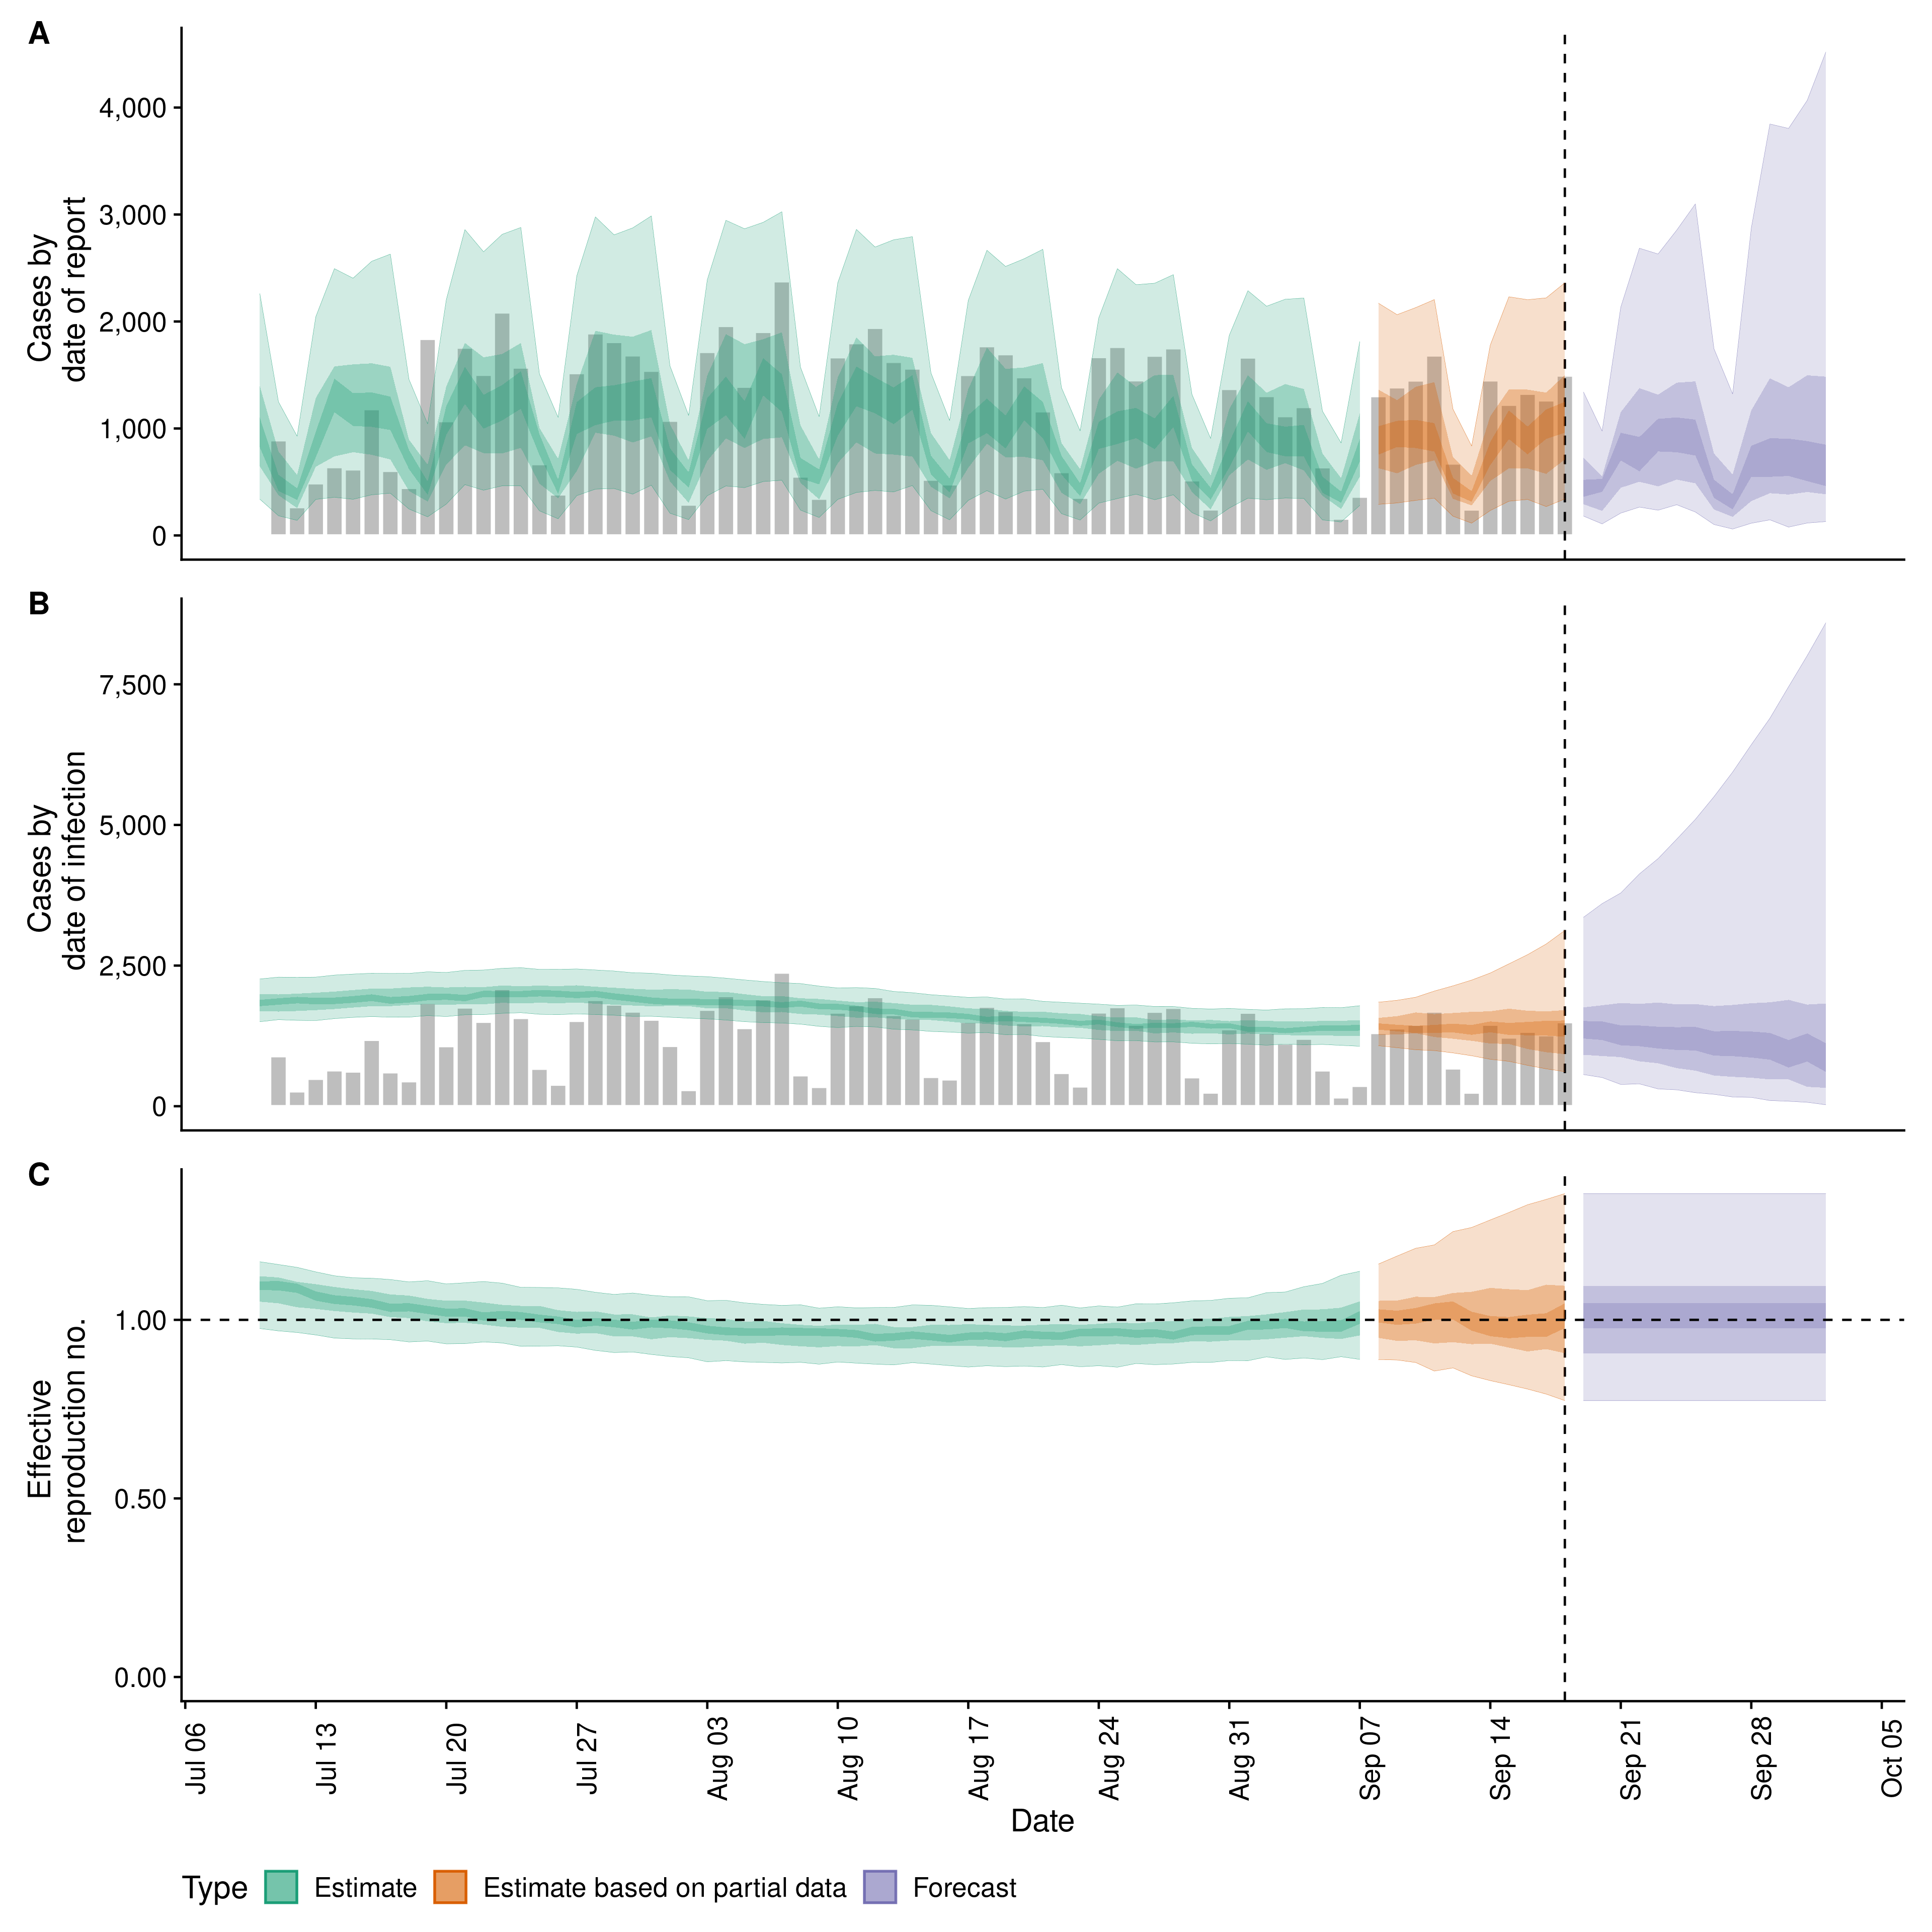 A
Cases by
date of report
4,000
3,000
2,000
1,000
0
B
Cases by
date of infection
7,500
5,000
2,500
0
C
Effective
reproduction no.
1.00
0.50
0.00
Jul 06
Jul 13
Jul 20
Jul 27
Aug 03
Aug 10
Aug 17
Aug 24
Aug 31
Sep 07
Sep 14
Sep 21
Sep 28
Oct 05
Date
Type Estimate Estimate based on partial data Forecast